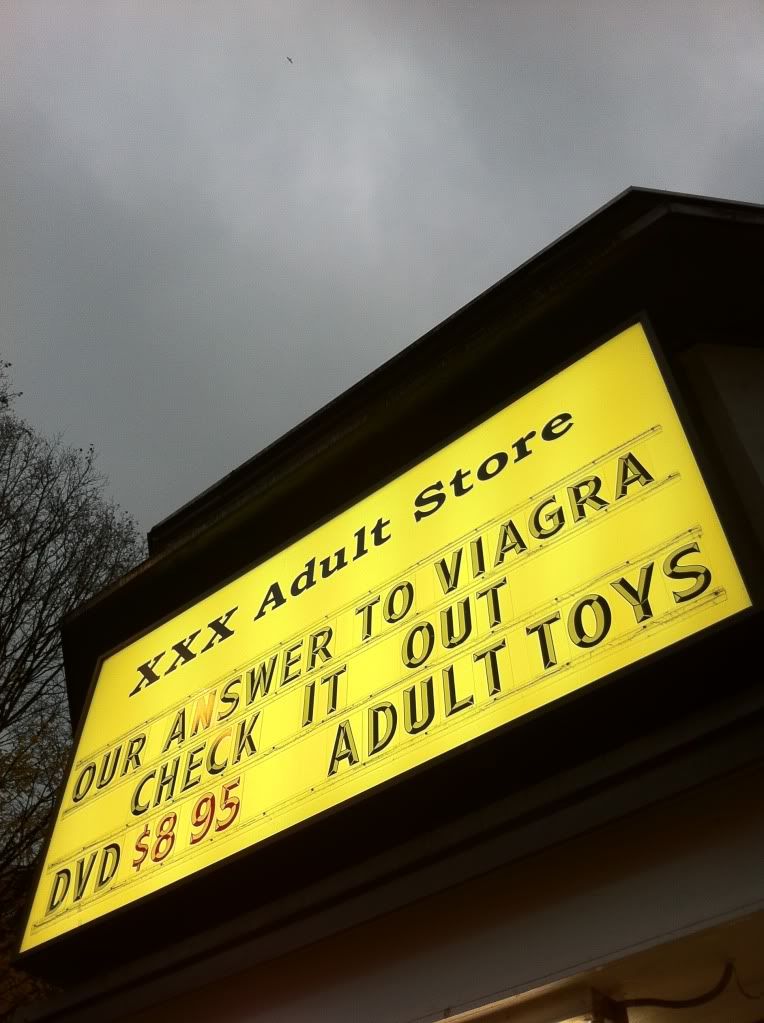 XXX Adult Store
OUR ANSWER TO VIAGRA
CHECK IT OUT
DVD $8 95 ADULT TOYS